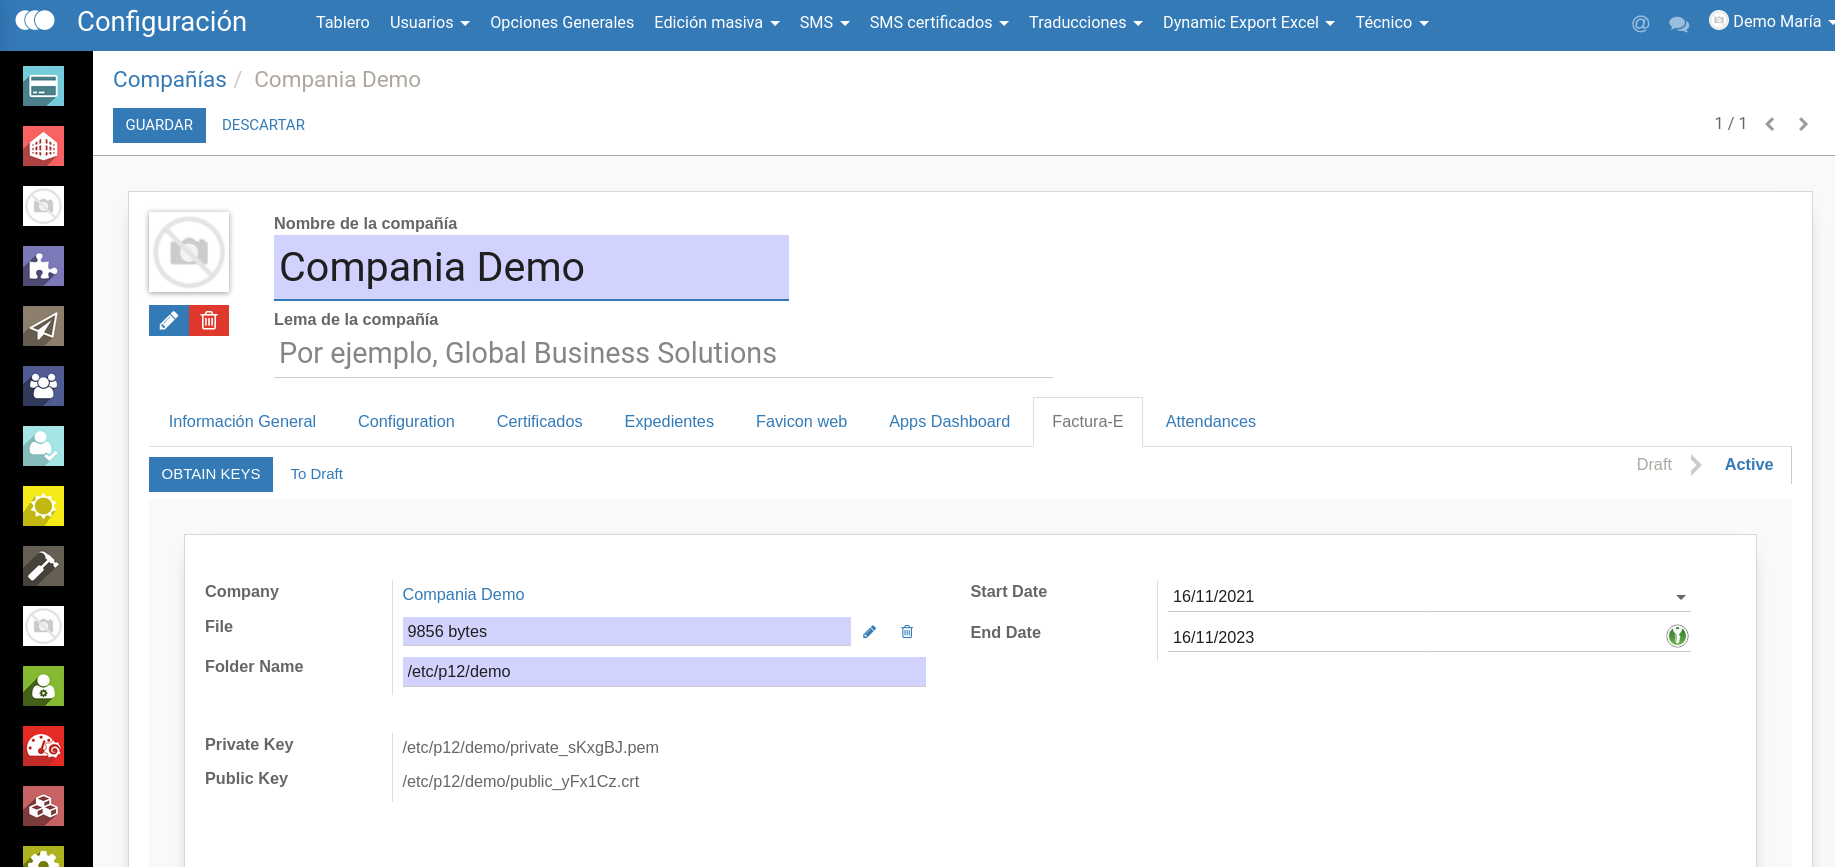 Configuración
Tablero Usuarios Opciones Generales Edición masiva SMS SMS certificados Traducciones Dynamic Export Excel Técnico @ Demo María
Compañías / Compania Demo
GUARDAR DESCARTAR 1 / 1
Nombre de la compañía
Compania Demo
Lema de la compañía
Por ejemplo, Global Business Solutions
Información General Configuration Certificados Expedientes Favicon web Apps Dashboard Factura-E Attendances
OBTAIN KEYS To Draft Draft Active
Company Compania Demo Start Date 16/11/2021
File 9856 bytes End Date 16/11/2023
Folder Name /etc/p12/demo
Private Key /etc/p12/demo/private_sKxgBJ.pem
Public Key /etc/p12/demo/public_yFx1Cz.crt